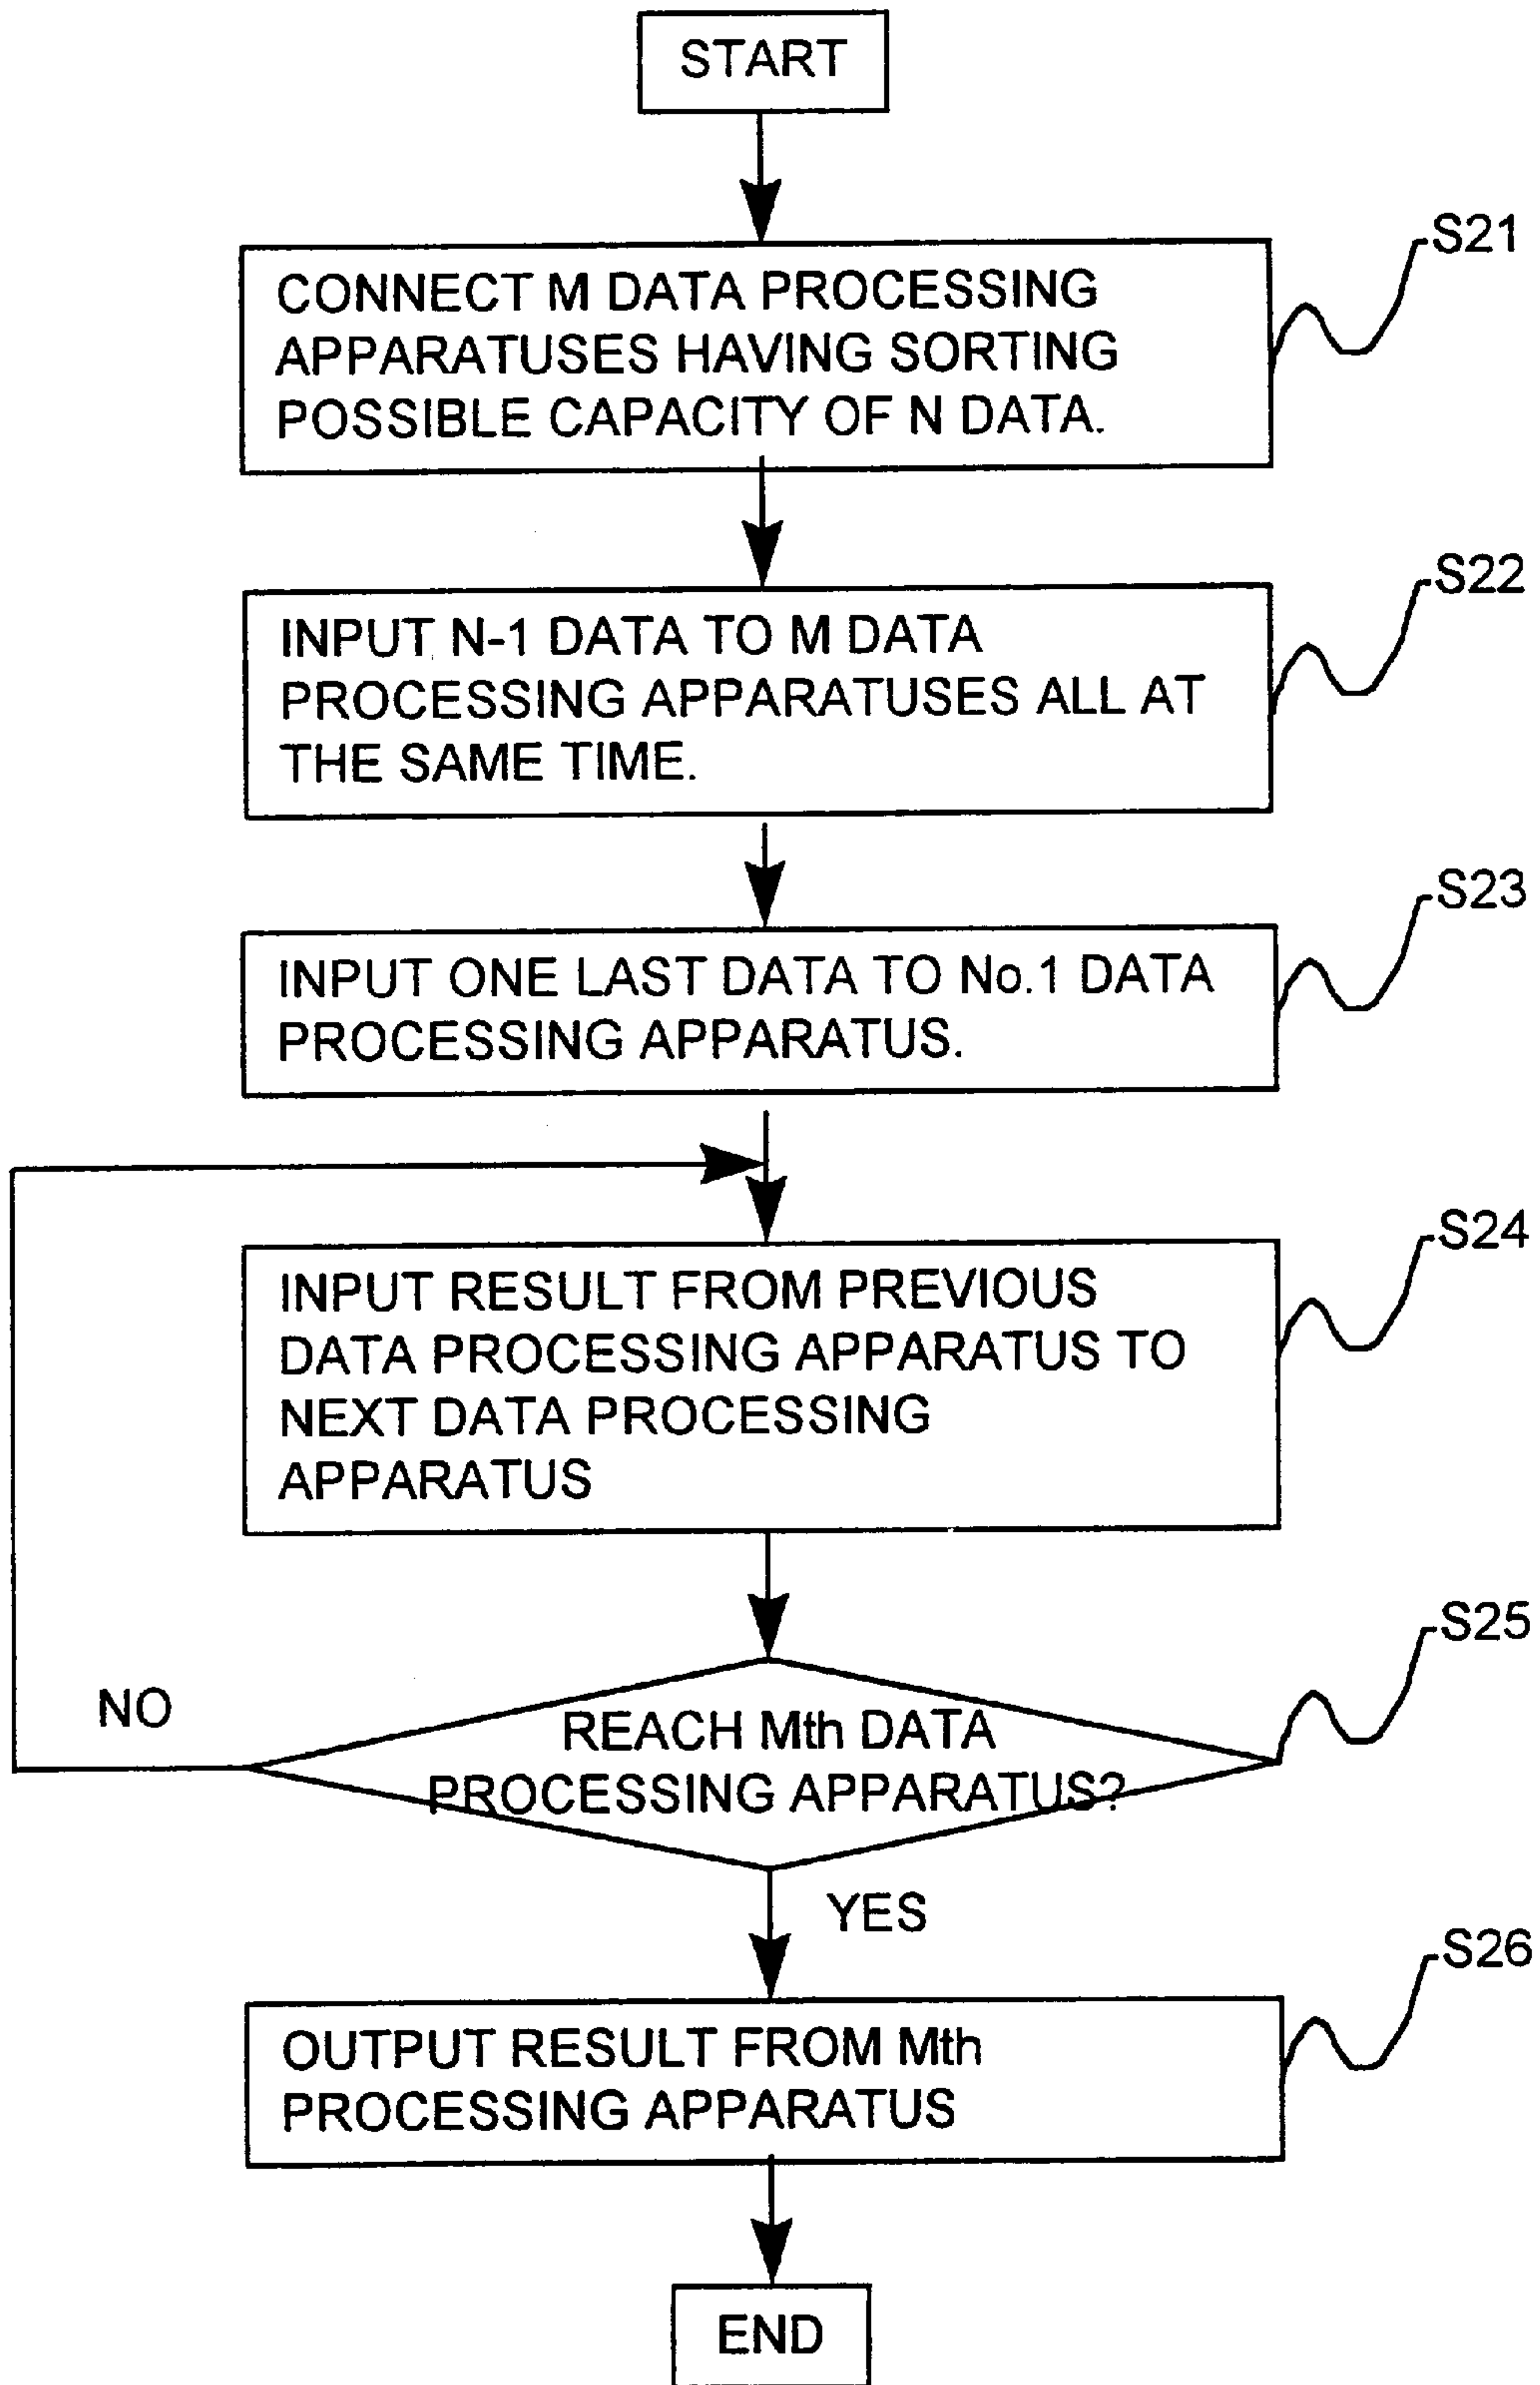 START
S21
CONNECT M DATA PROCESSING
APPARATUSES HAVING SORTING
POSSIBLE CAPACITY OF N DATA.
S22
INPUT N-1 DATA TO M DATA
PROCESSING APPARATUSES ALL AT
THE SAME TIME.
S23
INPUT ONE LAST DATA TO No.1 DATA
PROCESSING APPARATUS.
S24
INPUT RESULT FROM PREVIOUS
DATA PROCESSING APPARATUS TO
NEXT DATA PROCESSING
APPARATUS
S25
NO
REACH Mth DATA
PROCESSING APPARATUS?
YES
S26
OUTPUT RESULT FROM Mth
PROCESSING APPARATUS
END